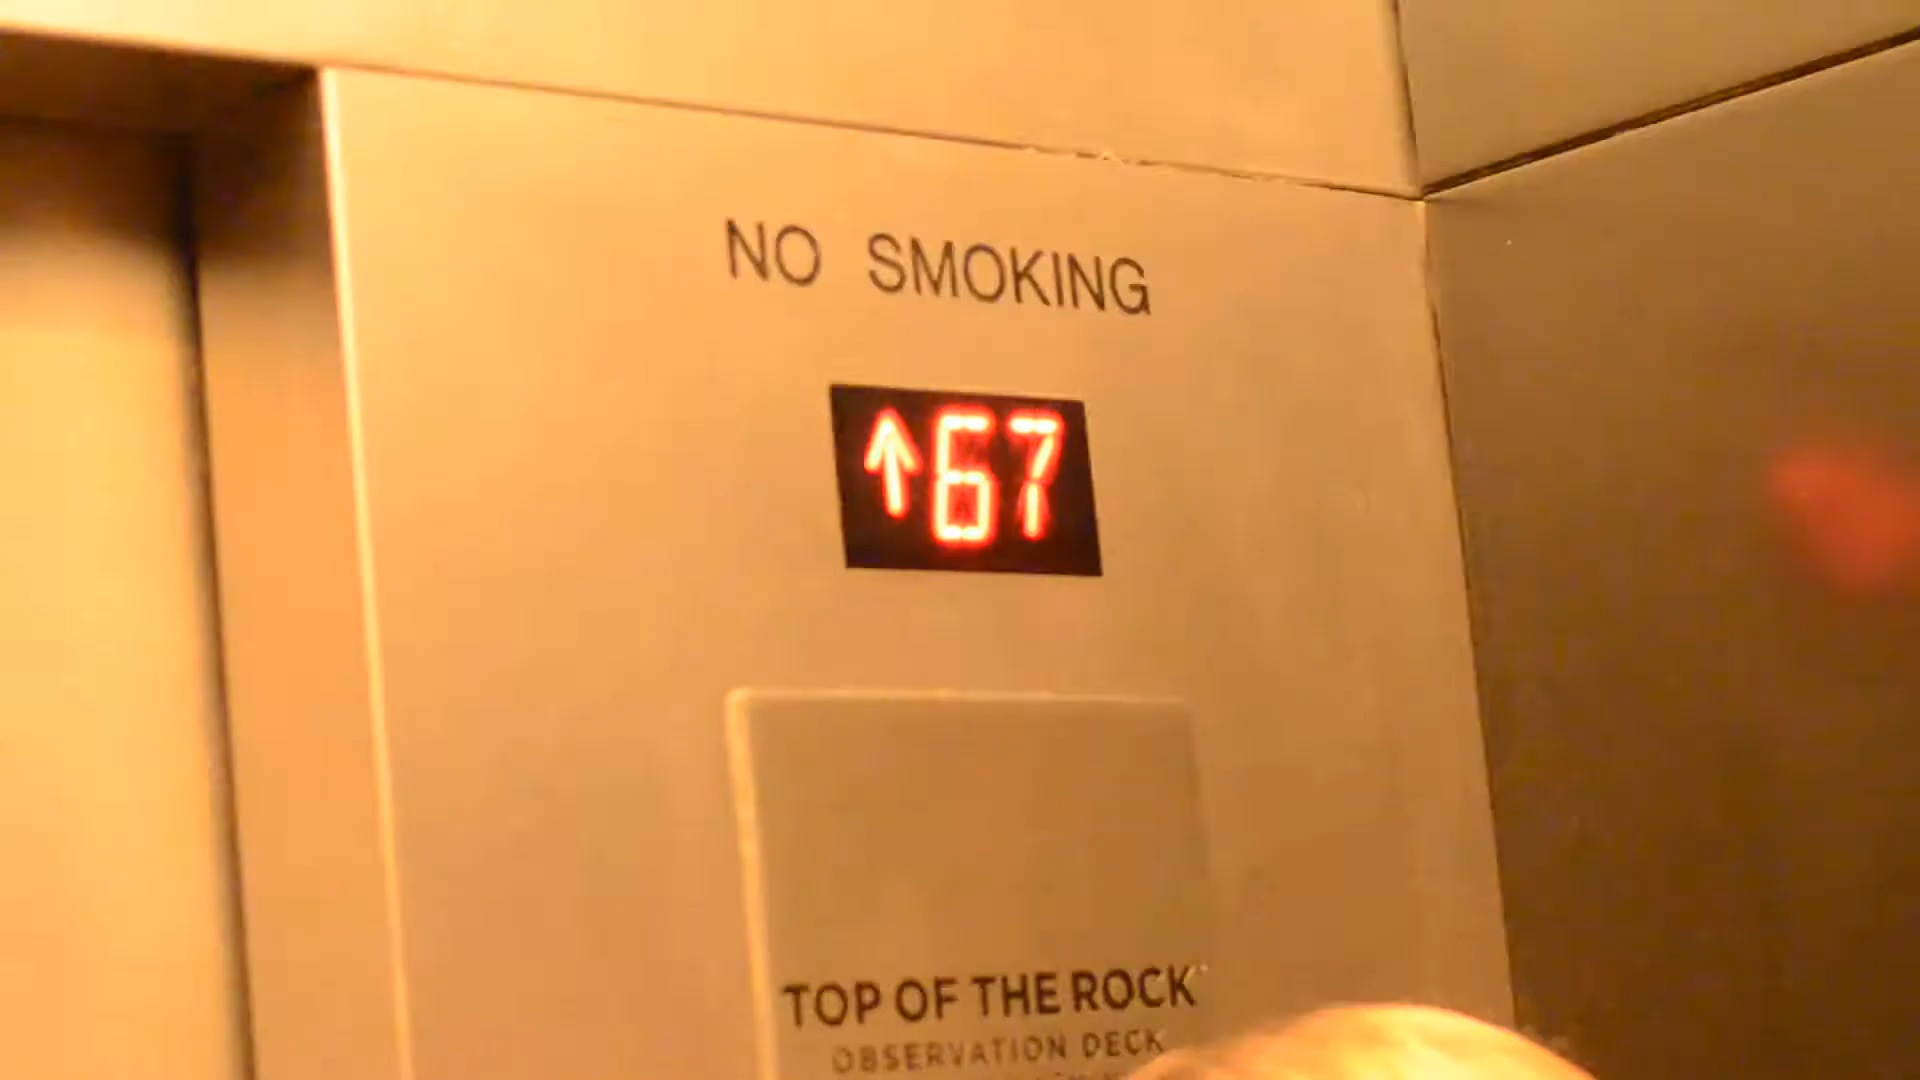 NO SMOKING
↑67
TOP OF THE ROCK
OBSERVATION DECK